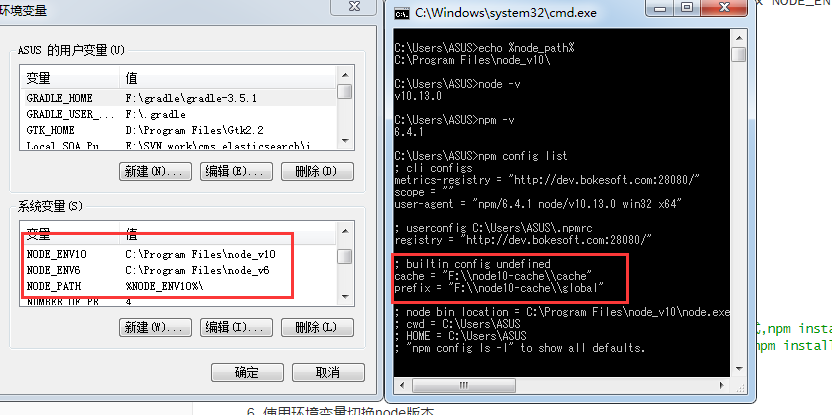 环境变量
ASUS 的用户变量(U)
变量 值
GRADLE_HOME F:\gradle\gradle-3.5.1
GRADLE_USER_... F:\.gradle
GTK_HOME D:\Program Files\Gtk2.2
新建(N)... 编辑(E)... 删除(D)
系统变量(S)
变量 值
NODE_ENV10 C:\Program Files\node_v10
NODE_ENV6 C:\Program Files\node_v6
NODE_PATH %NODE_ENV10%\
NUMBER_OF_PR 4
新建(W)... 编辑(I)... 删除(L)
确定 取消
C:\Windows\system32\cmd.exe
C:\Users\ASUS>echo %node_path%
C:\Program Files\node_v10\
C:\Users\ASUS>node -v
v10.13.0
C:\Users\ASUS>npm -v
6.4.1
C:\Users\ASUS>npm config list
; cli configs
metrics-registry = "http://dev.bokesoft.com:28080/"
scope = ""
user-agent = "npm/6.4.1 node/v10.13.0 win32 x64"
; userconfig C:\Users\ASUS\.npmrc
registry = "http://dev.bokesoft.com:28080/"
; builtin config undefined
cache = "F:\\node10-cache\\cache"
prefix = "F:\\node10-cache\\global"
; node bin location = C:\Program Files\node_v10\node.exe
; cwd = C:\Users\ASUS
; HOME = C:\Users\ASUS
; "npm config ls -l" to show all defaults.
NODE_EN
,npm insta
npm install
6 使用环境变量切换node版本